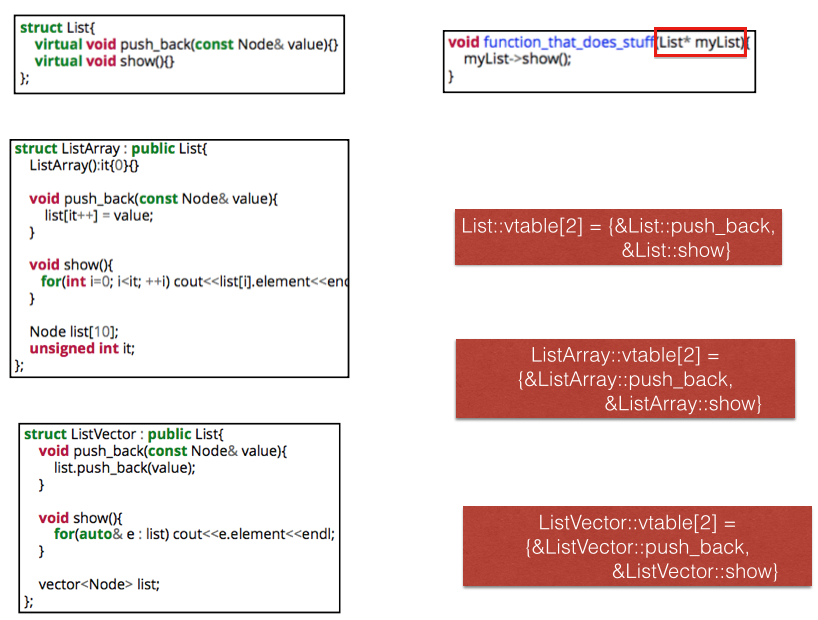 struct List{
virtual void push_back(const Node& value){}
virtual void show(){}
};
void function_that_does_stuff(List* myList){
myList->show();
}
struct ListArray : public List{
ListArray():it{0}{}
void push_back(const Node& value){
list[it++] = value;
}
void show(){
for(int i=0; i<it; ++i) cout<<list[i].element<<end
}
Node list[10];
unsigned int it;
};
List::vtable[2] = {&List::push_back,
&List::show}
ListArray::vtable[2] =
{&ListArray::push_back,
&ListArray::show}
struct ListVector : public List{
void push_back(const Node& value){
list.push_back(value);
}
void show(){
for(auto& e : list) cout<<e.element<<endl;
}
vector<Node> list;
};
ListVector::vtable[2] =
{&ListVector::push_back,
&ListVector::show}